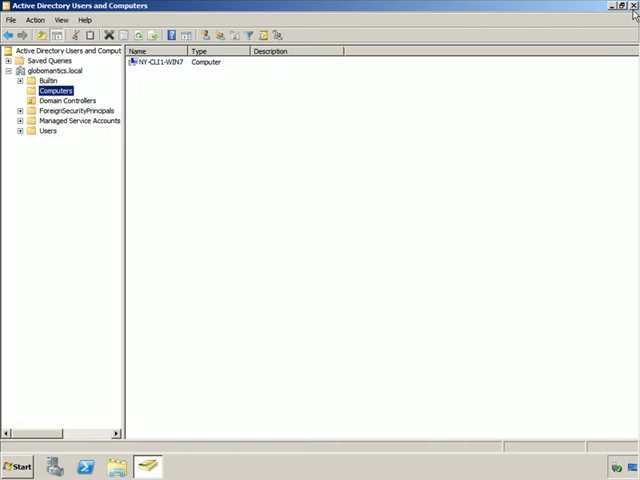 Active Directory Users and Computers
File Action View Help
Active Directory Users and Comput
Name Type Description
Saved Queries
NY-CLI1-WIN7 Computer
globomantics.local
Builtin
Computers
Domain Controllers
ForeignSecurityPrincipals
Managed Service Accounts
Users
Start